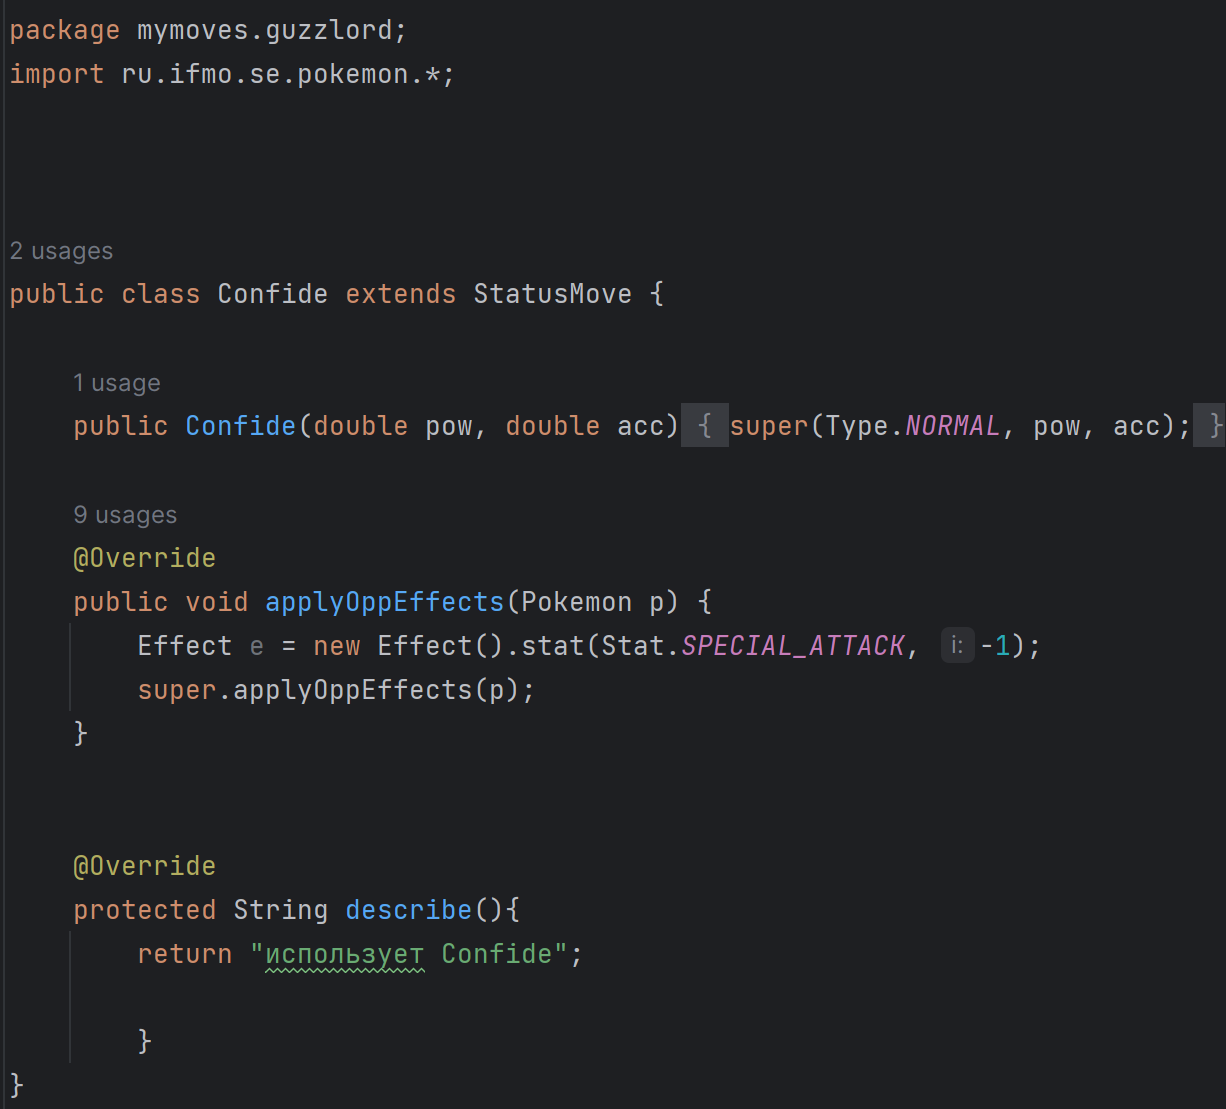 package mymoves.guzzlord;
import ru.ifmo.se.pokemon.*;
2 usages
public class Confide extends StatusMove {
1 usage
public Confide(double pow, double acc) { super(Type.NORMAL, pow, acc); }
9 usages
@Override
public void applyOppEffects(Pokemon p) {
Effect e = new Effect().stat(Stat.SPECIAL_ATTACK, i: -1);
super.applyOppEffects(p);
}
@Override
protected String describe(){
return "использует Confide";
}
}